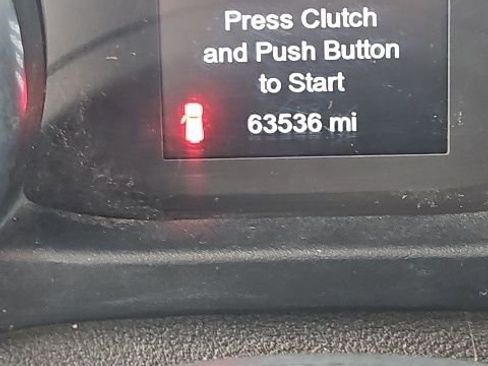 Press Clutch
and Push Button
to Start
63536 mi